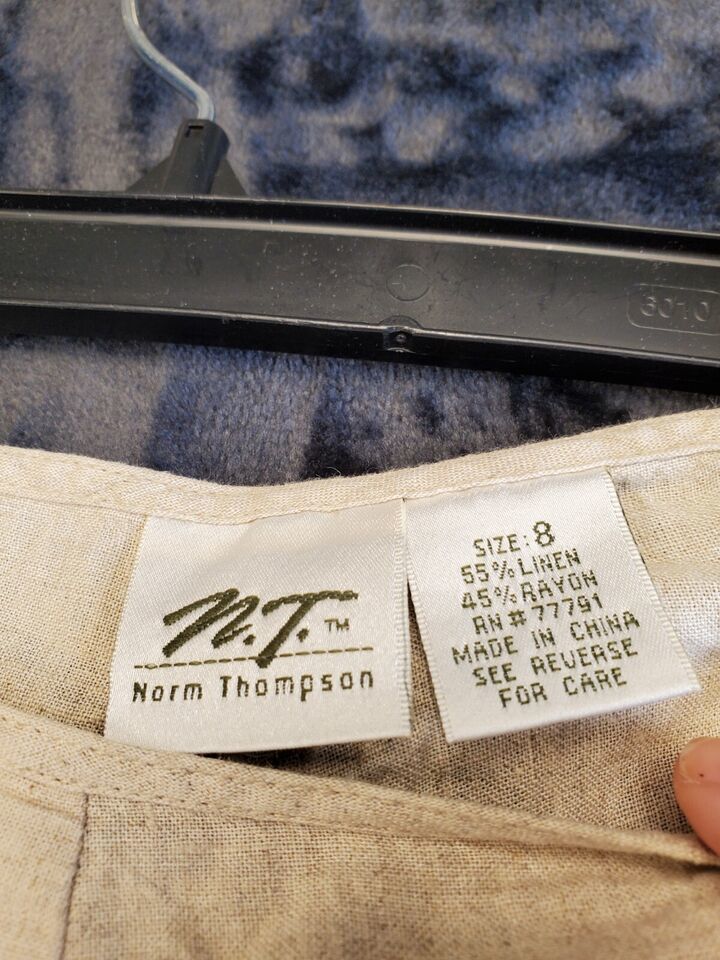 3010
N.T.™
Norm Thompson
SIZE: 8
55% LINEN
45% RAYON
RN # 77791
MADE IN CHINA
SEE REVERSE
FOR CARE